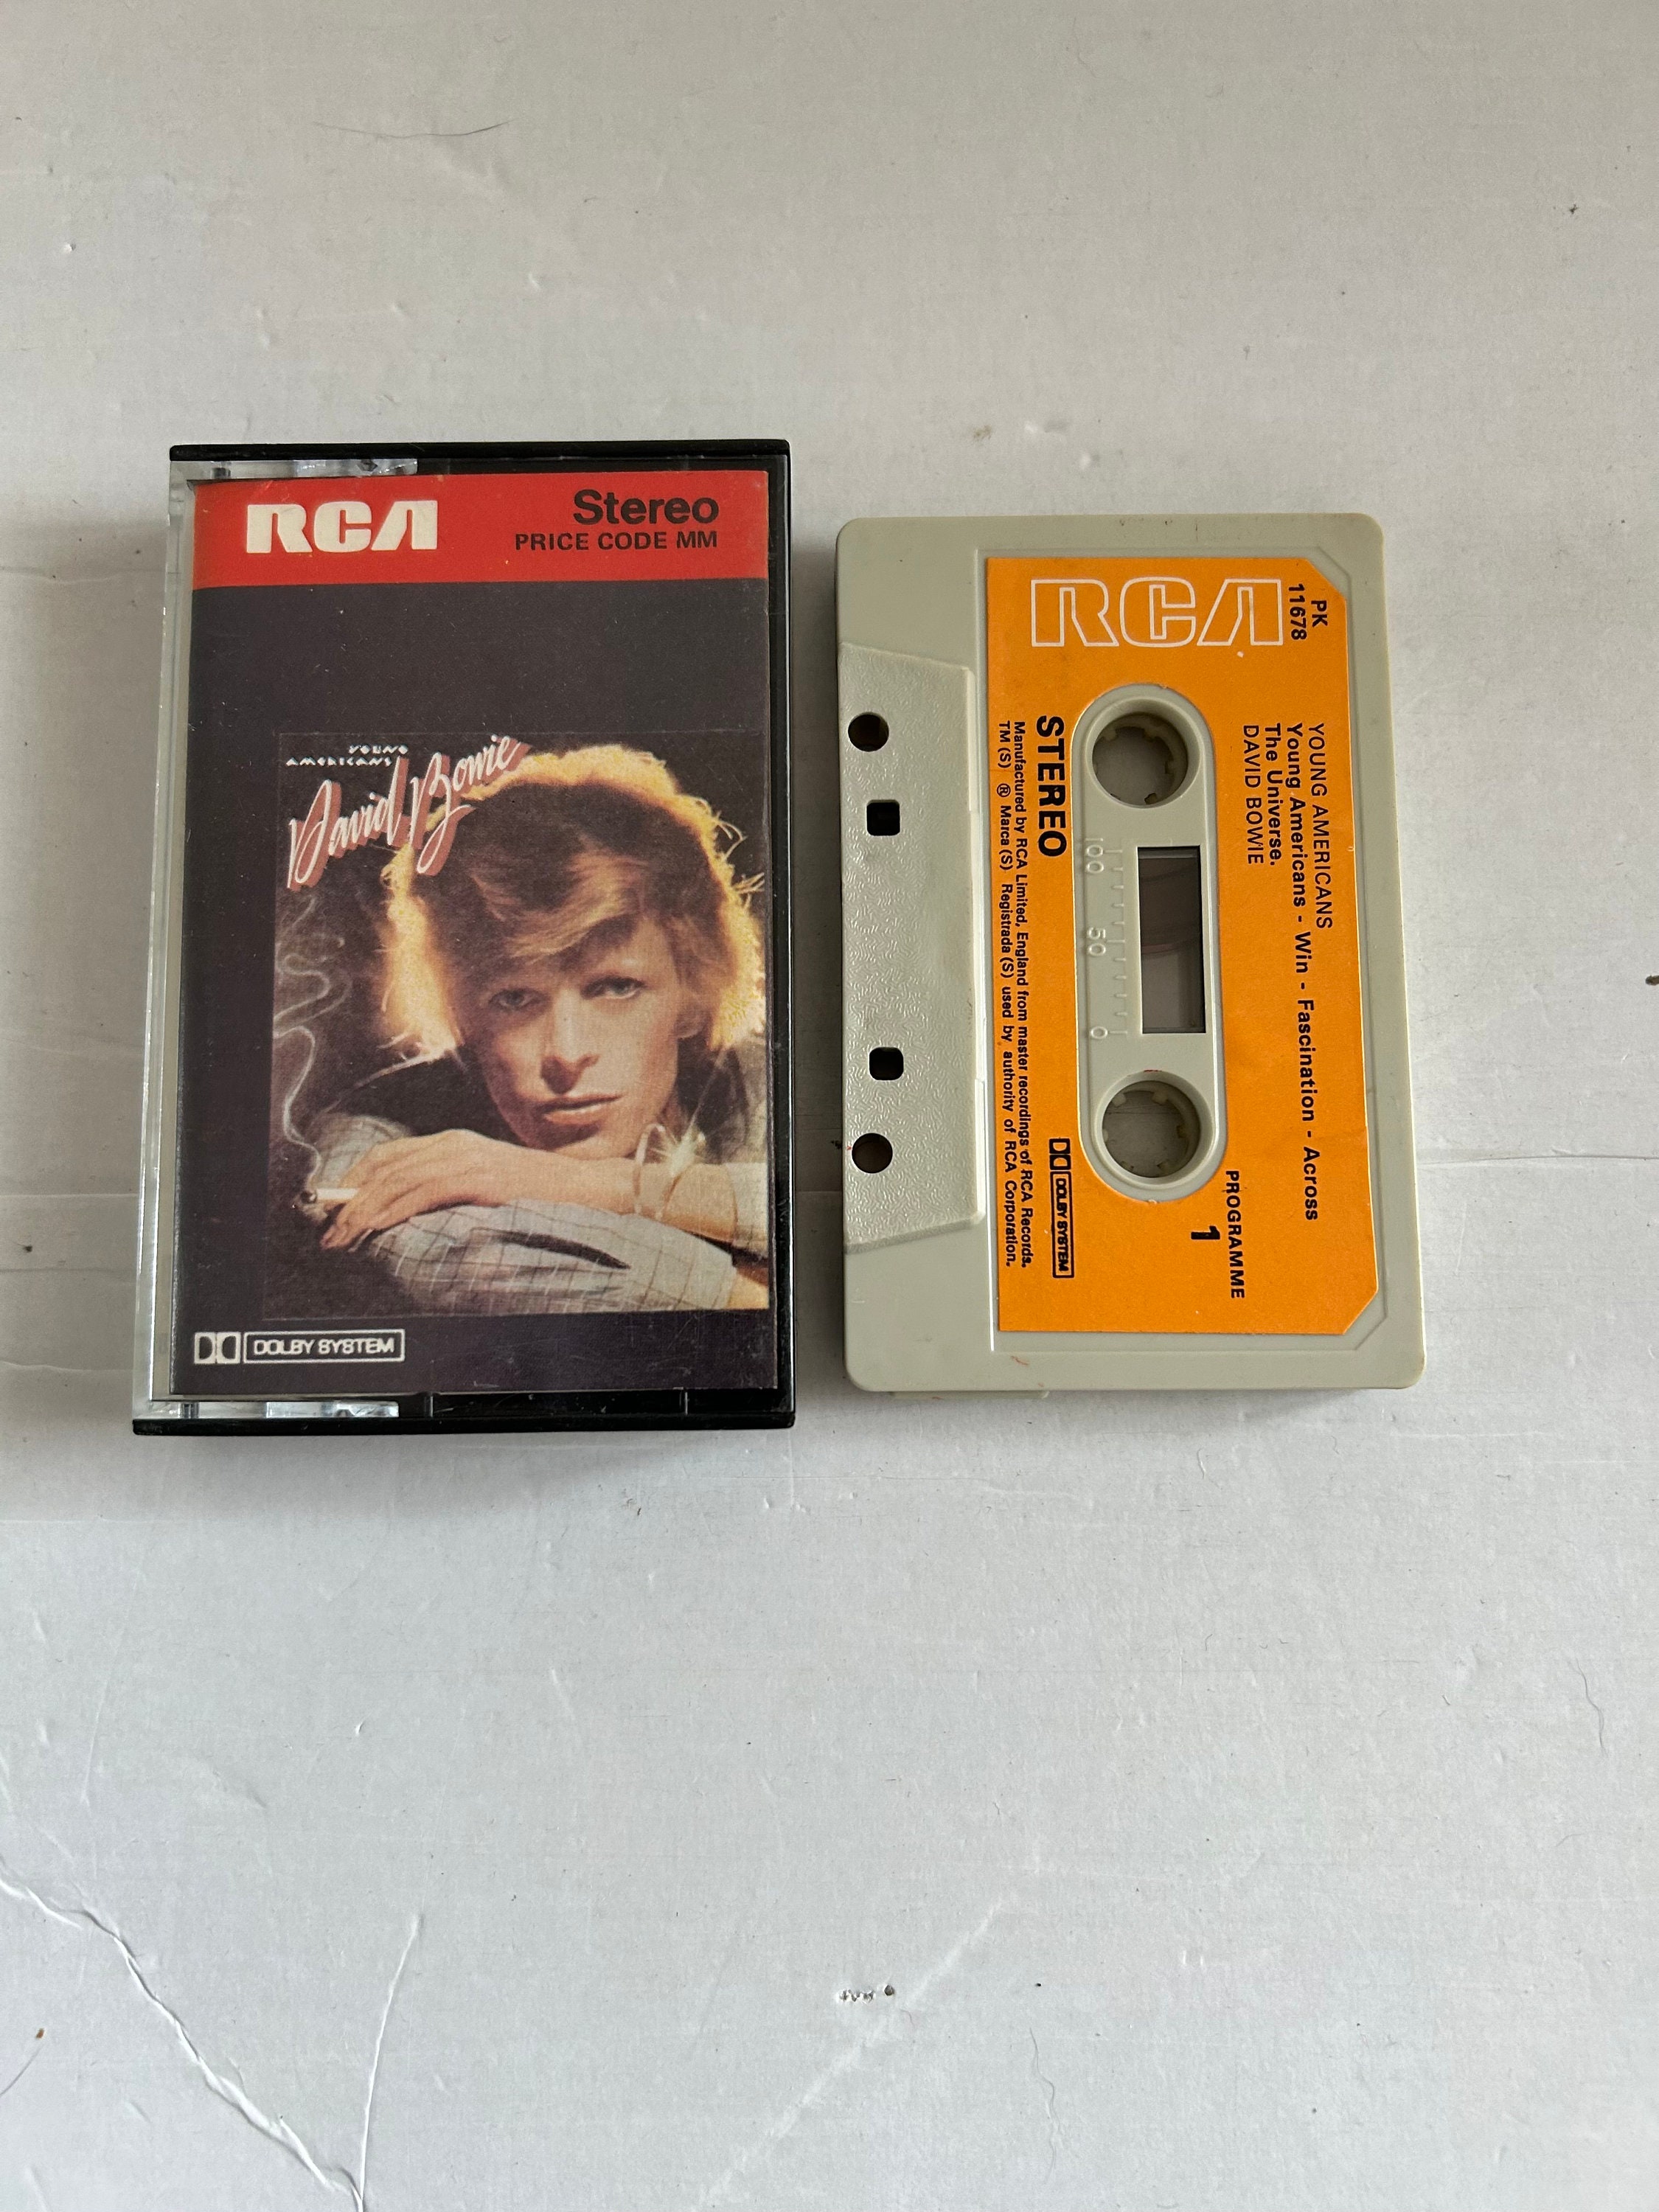 RCA
Stereo
PRICE CODE MM
YOUNG
AMERICANS
David Bowie
DOLBY SYSTEM
RCA
PK
11678
YOUNG AMERICANS
Young Americans - Win - Fascination - Across
The Universe.
DAVID BOWIE
PROGRAMME
1
100 50 0
STEREO
DOLBY SYSTEM
Manufactured by RCA Limited, England from master recordings of RCA Records.
TM (S) ® Marca (S) Registrada (S) used by authority of RCA Corporation.